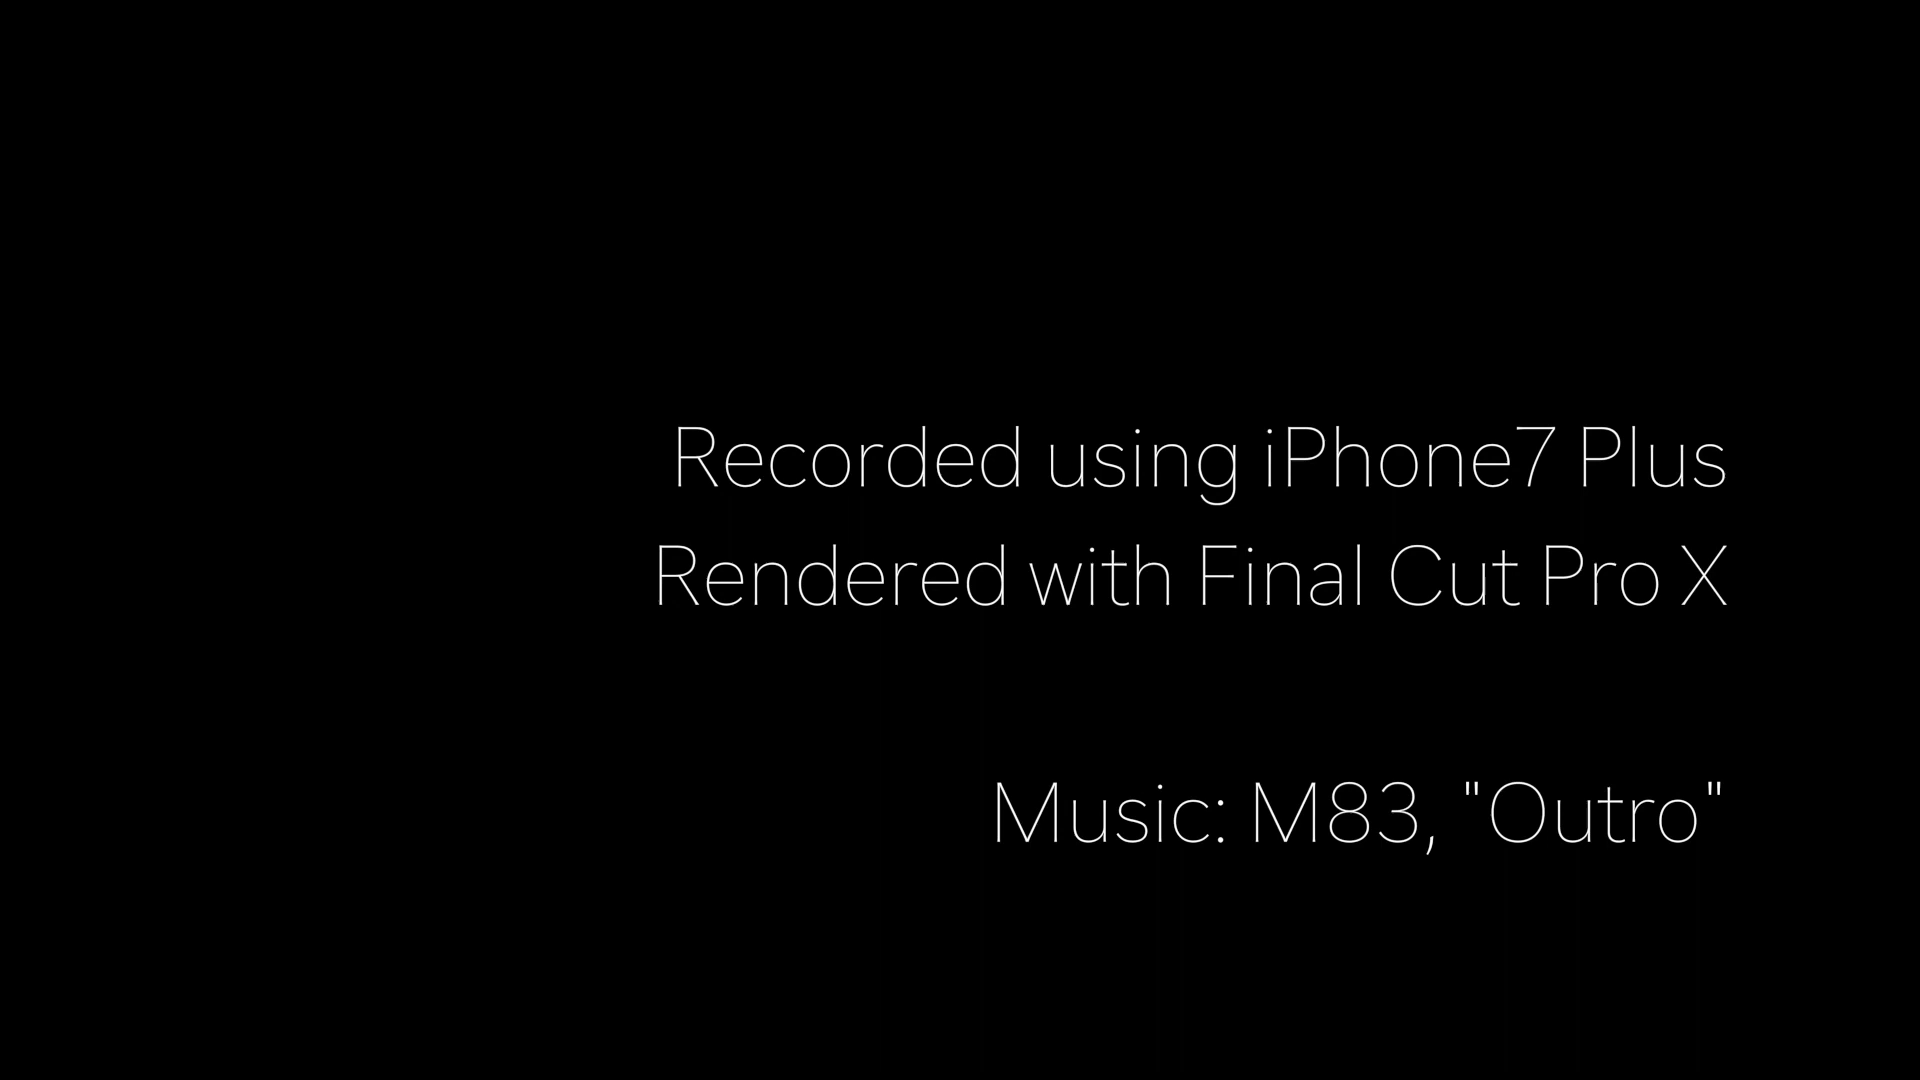 Recorded using iPhone7 Plus
Rendered with Final Cut Pro X
Music: M83, "Outro"